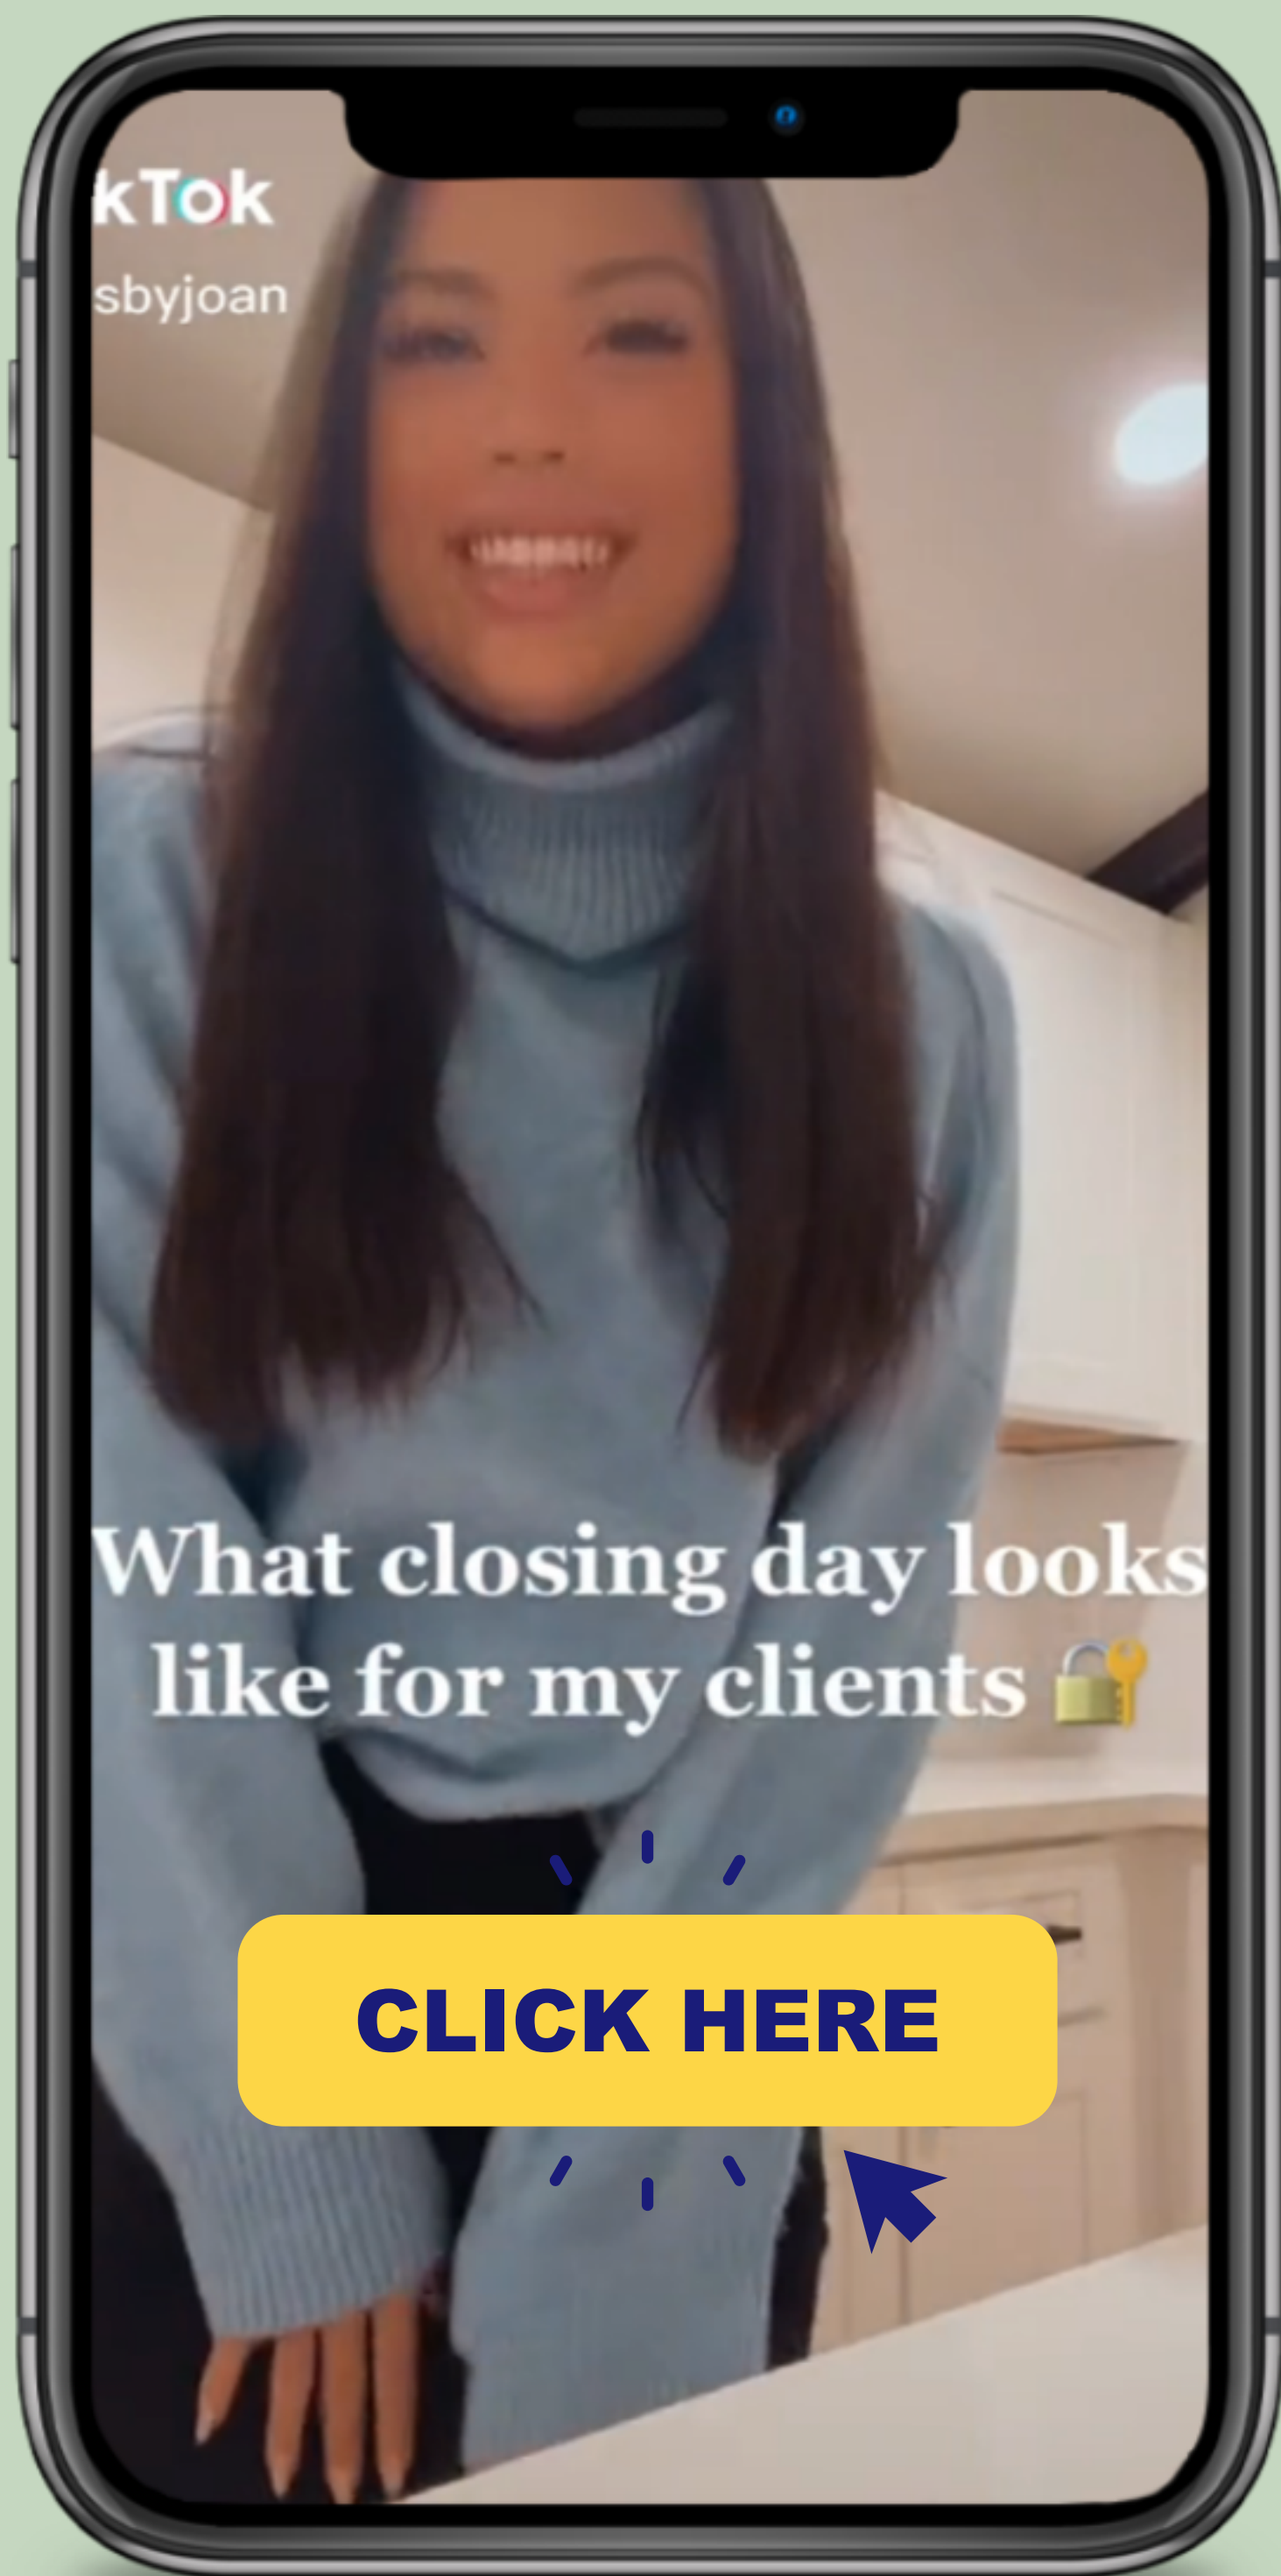 kTok
sbyjoan
What closing day looks
like for my clients 🔐
CLICK HERE